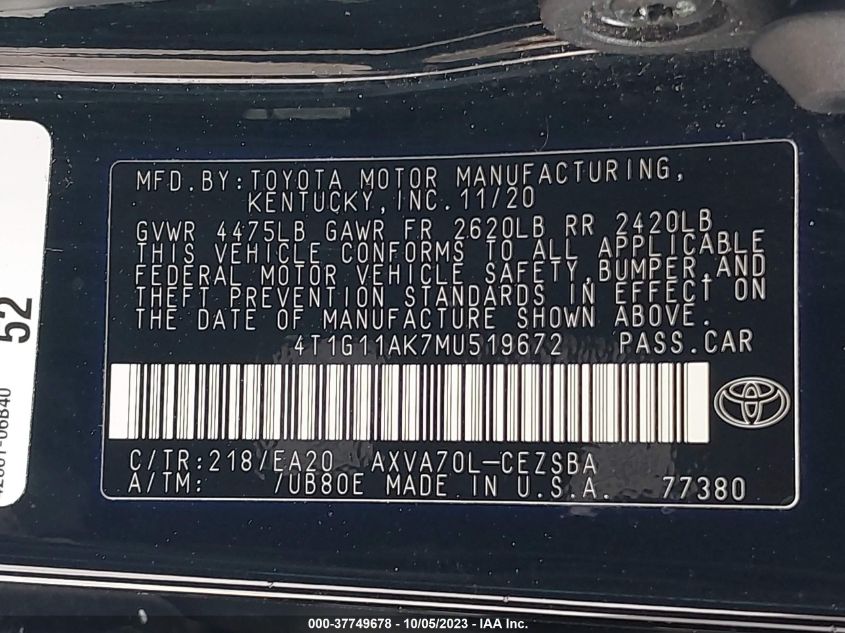 MFD.BY:TOYOTA MOTOR MANUFACTURING,
KENTUCKY,INC.11/20
GVWR 4475LB GAWR FR 2620LB RR 2420LB
THIS VEHICLE CONFORMS TO ALL APPLICABLE
FEDERAL MOTOR VEHICLE SAFETY,BUMPER,AND
THEFT PREVENTION STANDARDS IN EFFECT ON
THE DATE OF MANUFACTURE SHOWN ABOVE.
4T1G11AK7MU519672 PASS.CAR
C/TR:218/EA20 AXVA70L-CEZSBA
A/TM: /UB80E MADE IN U.S.A. 77380
52
000-37749678 - 10/05/2023 - IAA Inc.